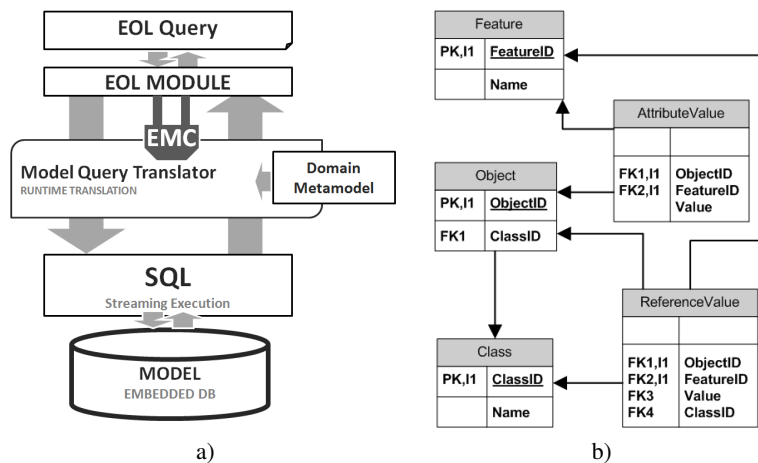 EOL Query
EOL MODULE
EMC
Model Query Translator
RUNTIME TRANSLATION
Domain
Metamodel
SQL
Streaming Execution
MODEL
EMBEDDED DB
a)
Feature
PK,I1 FeatureID
Name
AttributeValue
FK1,I1 ObjectID
FK2,I1 FeatureID
Value
Object
PK,I1 ObjectID
FK1 ClassID
ReferenceValue
FK1,I1 ObjectID
FK2,I1 FeatureID
FK3 Value
FK4 ClassID
Class
PK,I1 ClassID
Name
b)